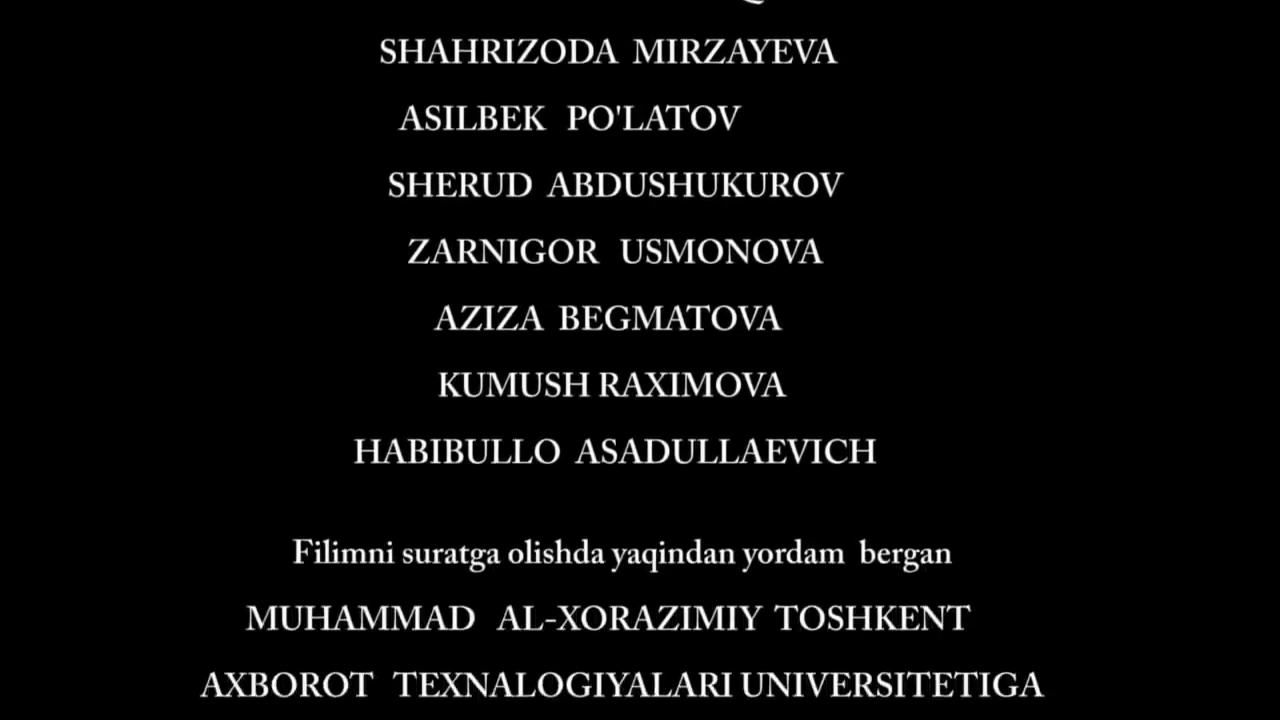 SHAHRIZODA MIRZAYEVA
ASILBEK PO'LATOV
SHERUD ABDUSHUKUROV
ZARNIGOR USMONOVA
AZIZA BEGMATOVA
KUMUSH RAXIMOVA
HABIBULLO ASADULLAEVICH
Filimni suratga olishda yaqindan yordam bergan
MUHAMMAD AL-XORAZIMIY TOSHKENT
AXBOROT TEXNALOGIYALARI UNIVERSITETIGA